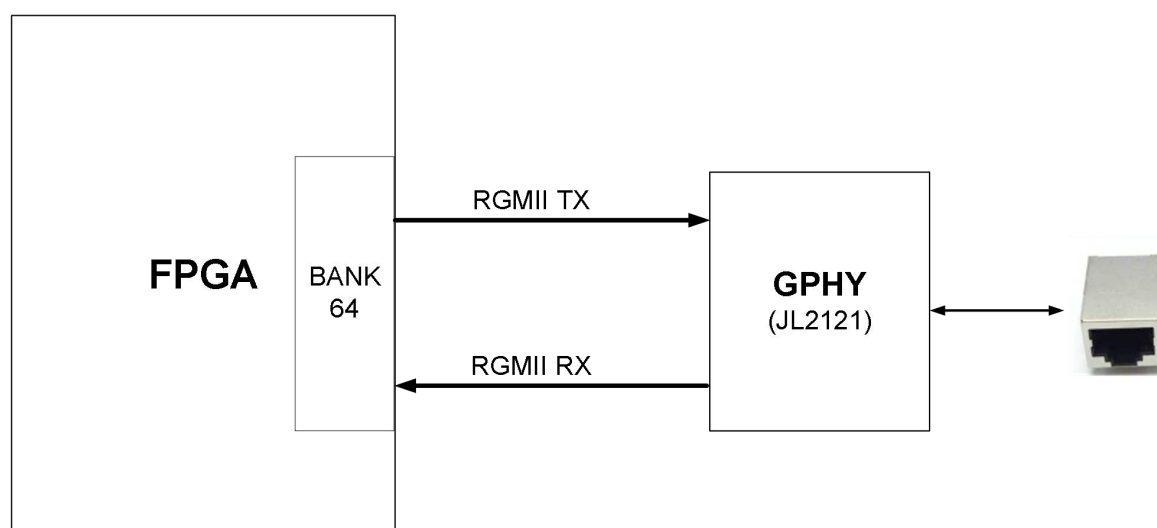 RGMII TX
FPGA
BANK
64
GPHY
(JL2121)
RGMII RX